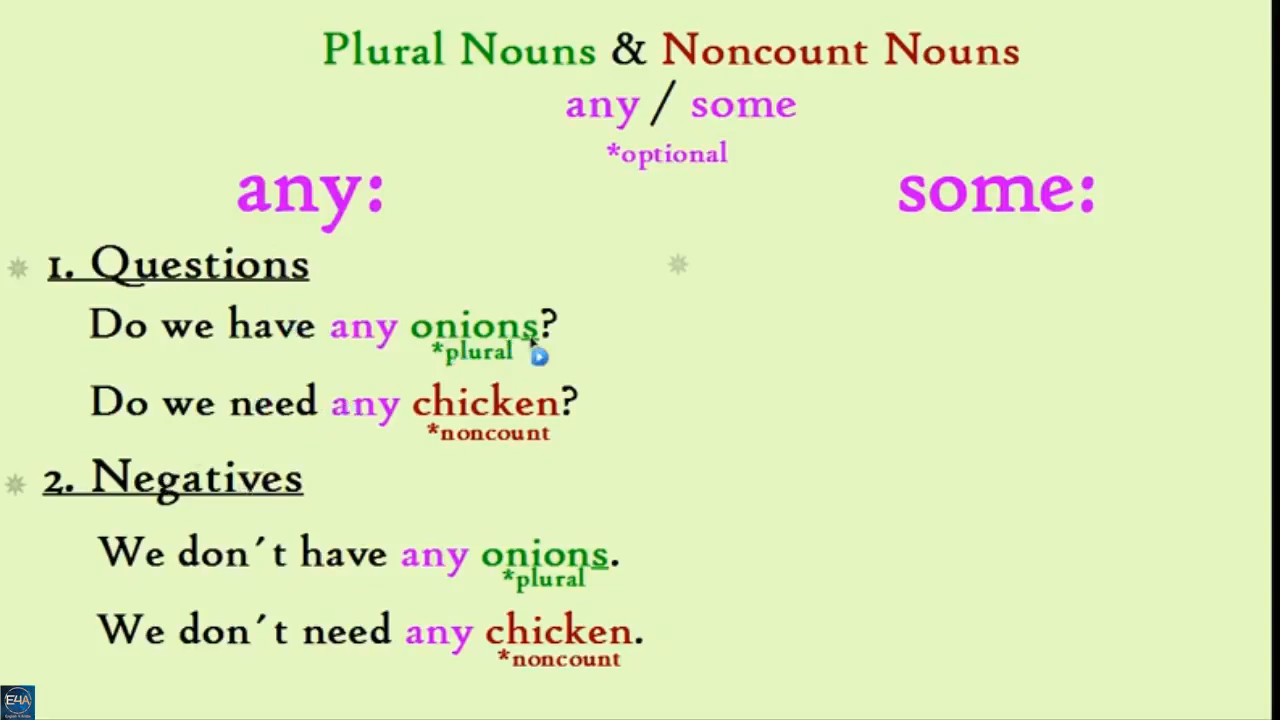 Plural Nouns & Noncount Nouns
any / some
*optional
any:
some:
1. Questions
Do we have any onions?
*plural
Do we need any chicken?
*noncount
2. Negatives
We don´t have any onions.
*plural
We don´t need any chicken.
*noncount
E4A